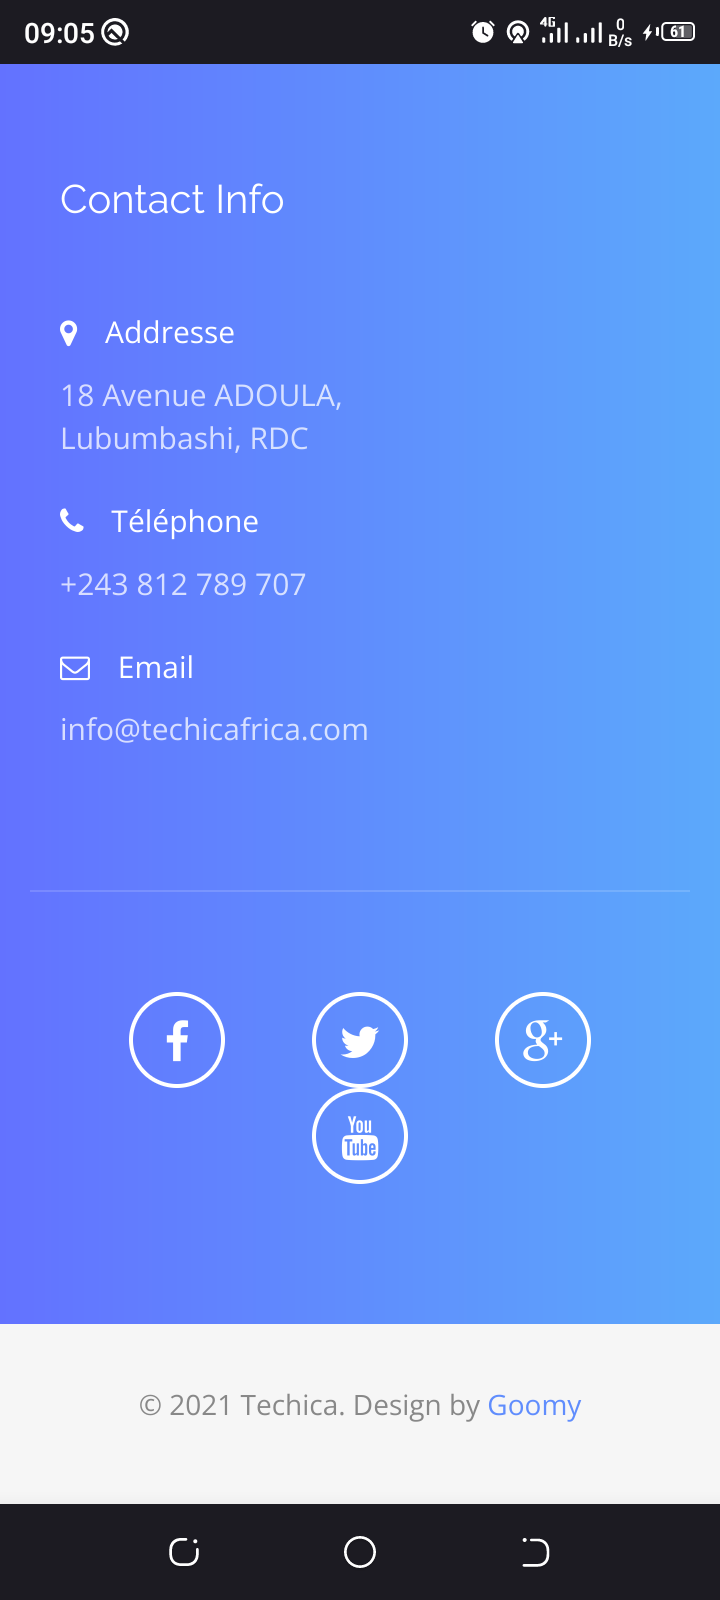 09:05
4G
0
B/s
61
Contact Info
Addresse
18 Avenue ADOULA,
Lubumbashi, RDC
Téléphone
+243 812 789 707
Email
info@techicafrica.com
f
g+
You
Tube
© 2021 Techica. Design by Goomy